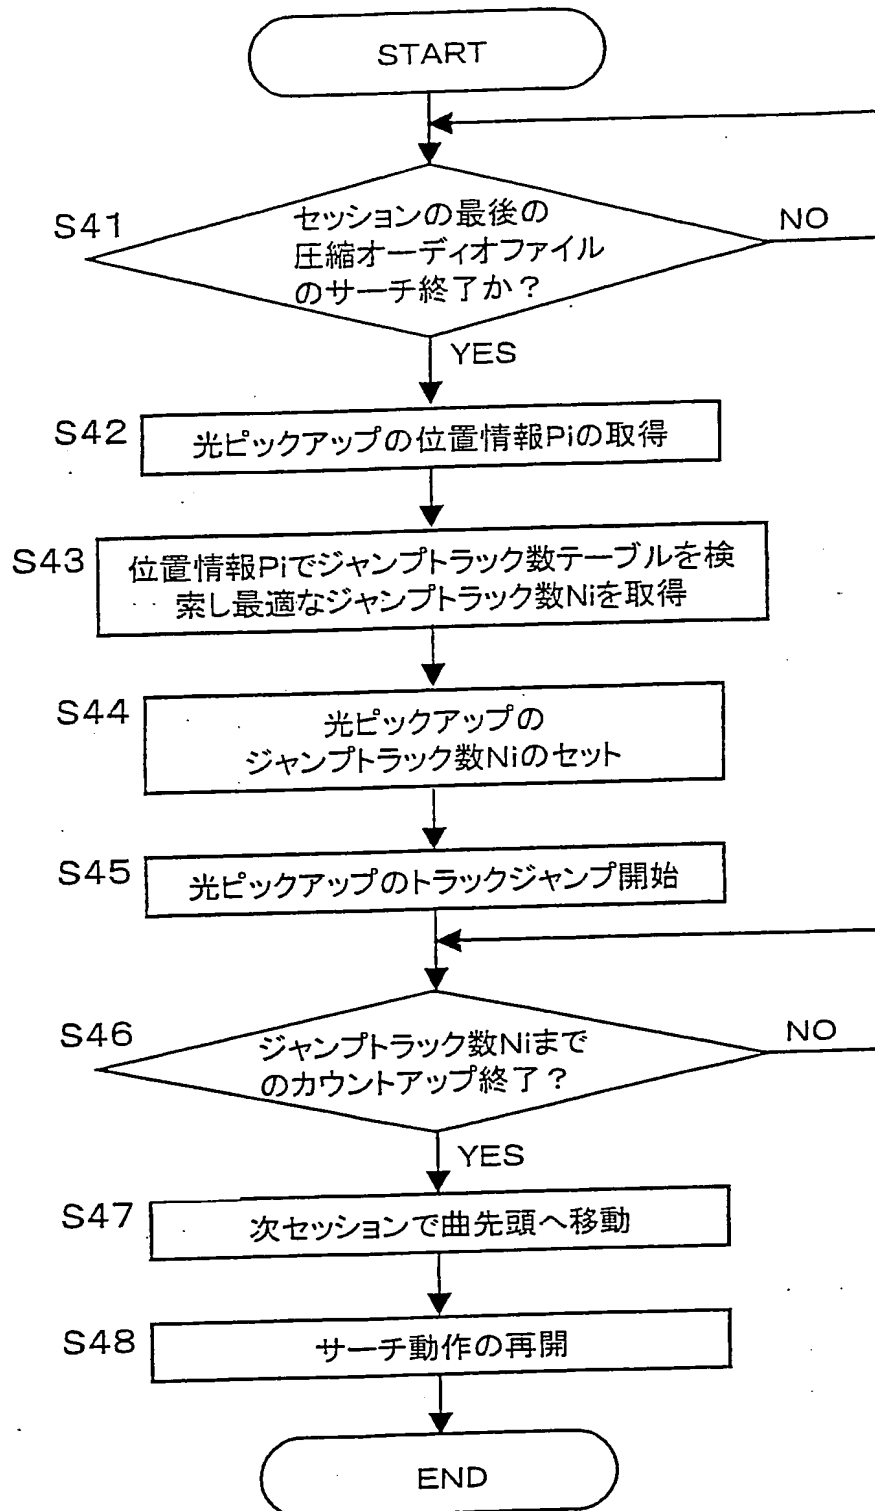 START
S41
セッションの最後の
圧縮オーディオファイル
のサーチ終了か?
NO
YES
S42
光ピックアップの位置情報Piの取得
S43
位置情報Piでジャンプトラック数テーブルを検
索し最適なジャンプトラック数Niを取得
S44
光ピックアップの
ジャンプトラック数Niのセット
S45
光ピックアップのトラックジャンプ開始
S46
ジャンプトラック数Niまで
のカウントアップ終了?
NO
YES
S47
次セッションで曲先頭へ移動
S48
サーチ動作の再開
END